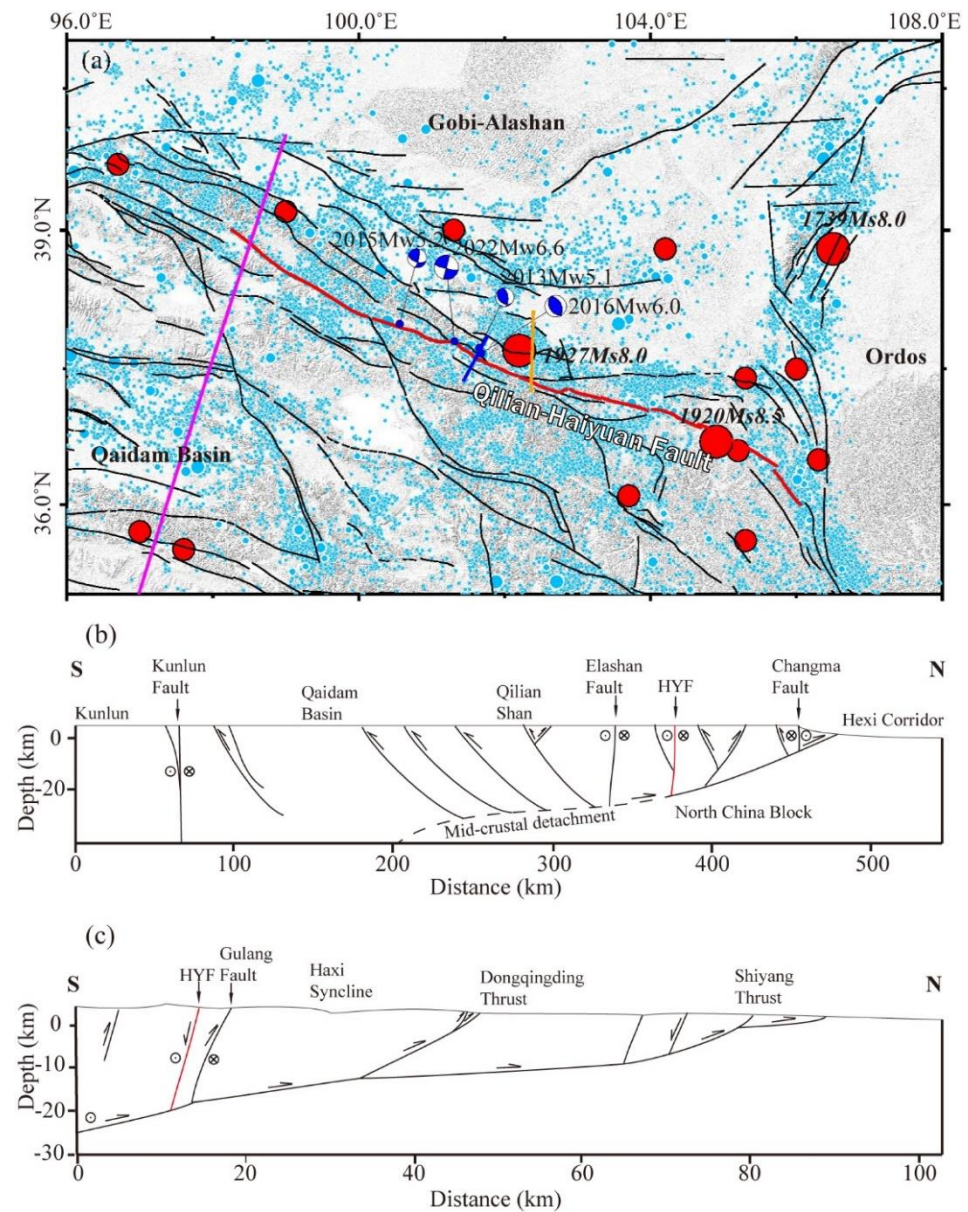 96.0°E 100.0°E 104.0°E 108.0°E
(a)
Gobi-Alashan
1739Ms8.0
39.0°N
2015Mw5.2
2022Mw6.6
2013Mw5.1
2016Mw6.0
1927Ms8.0
Ordos
Qilian-Haiyuan Fault
1920Ms8.5
Qaidam Basin
36.0°N
(b)
S
Kunlun
Fault
Elashan
Fault
HYF
Changma
Fault
N
Kunlun
Qaidam
Basin
Qilian
Shan
Hexi Corridor
Depth (km)
0
-20
Mid-crustal detachment
North China Block
0 100 200 300 400 500
Distance (km)
(c)
S
HYF
Gulang
Fault
Haxi
Syncline
Dongqingding
Thrust
Shiyang
Thrust
N
Depth (km)
0
-10
-20
-30
0 20 40 60 80 100
Distance (km)